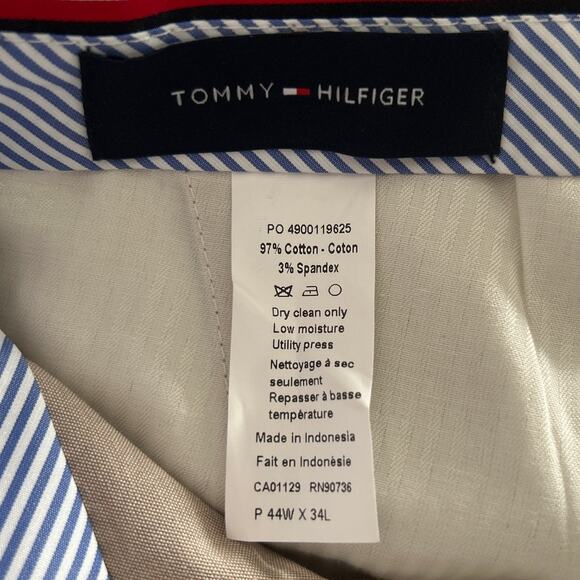 TOMMY HILFIGER
PO 4900119625
97% Cotton - Coton
3% Spandex
Dry clean only
Low moisture
Utility press
Nettoyage à sec
seulement
Repasser à basse
température
Made in Indonesia
Fait en Indonésie
CA01129 RN90736
P 44W X 34L